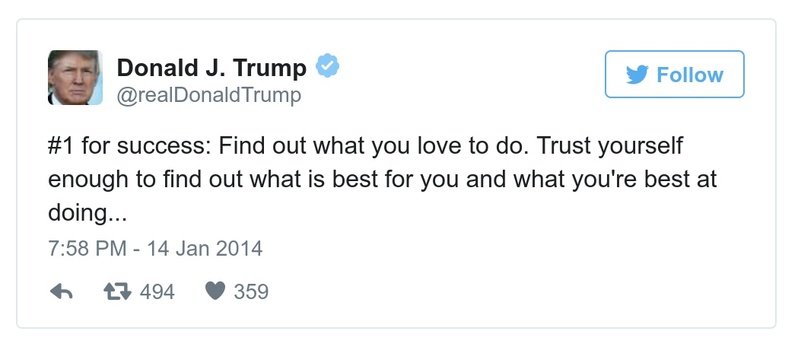 Donald J. Trump
@realDonaldTrump
Follow
#1 for success: Find out what you love to do. Trust yourself
enough to find out what is best for you and what you're best at
doing...
7:58 PM - 14 Jan 2014
494 359